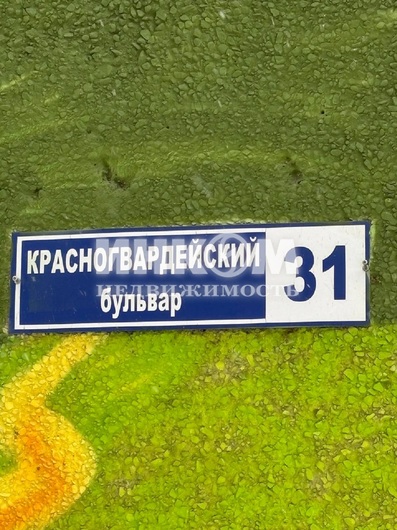 КРАСНОГВАРДЕЙСКИЙ
бульвар
31
ИНКОМ
НЕДВИЖИМОСТЬ